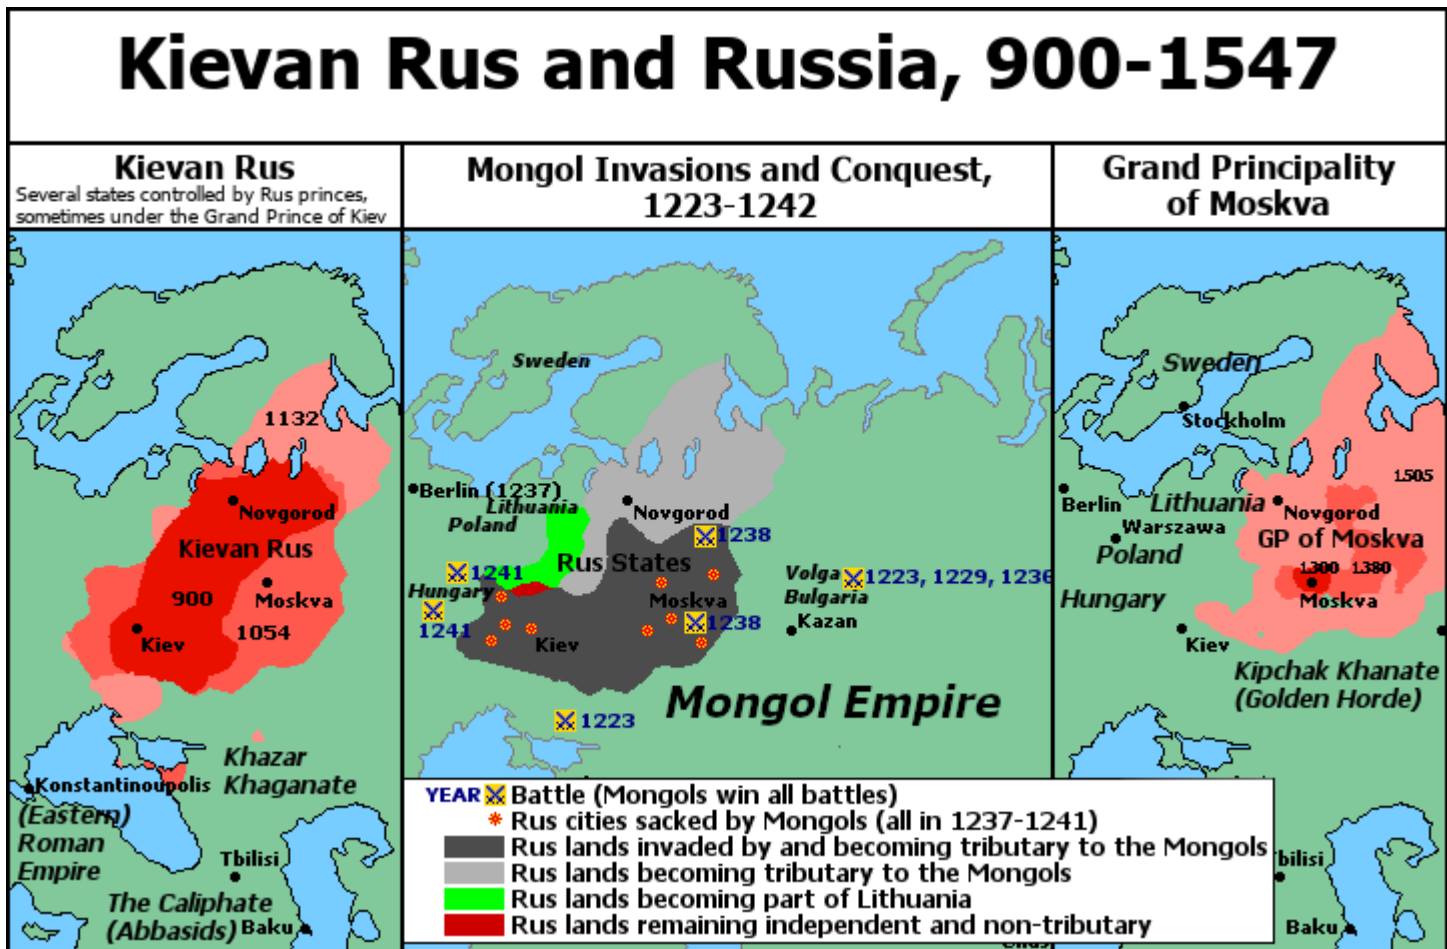 Kievan Rus and Russia, 900-1547
Kievan Rus
Several states controlled by Rus princes,
sometimes under the Grand Prince of Kiev
1132
Novgorod
Kievan Rus
900
Moskva
1054
Kiev
Khazar
Khaganate
Konstantinoupolis
(Eastern)
Roman
Empire
Tbilisi
The Caliphate
(Abbasids)
Baku
Mongol Invasions and Conquest,
1223-1242
Sweden
Berlin (1237)
Lithuania
Poland
Novgorod
1238
Rus States
1241
Hungary
1241
Moskva
1238
Kiev
Volga
Bulgaria
1223, 1229, 1236
Kazan
Mongol Empire
1223
YEAR Battle (Mongols win all battles)
Rus cities sacked by Mongols (all in 1237-1241)
Rus lands invaded by and becoming tributary to the Mongols
Rus lands becoming tributary to the Mongols
Rus lands becoming part of Lithuania
Rus lands remaining independent and non-tributary
Grand Principality
of Moskva
Sweden
Stockholm
1505
Berlin
Lithuania
Novgorod
Warszawa
GP of Moskva
Poland
1300
1380
Moskva
Hungary
Kiev
Kipchak Khanate
(Golden Horde)
bilisi
Baku